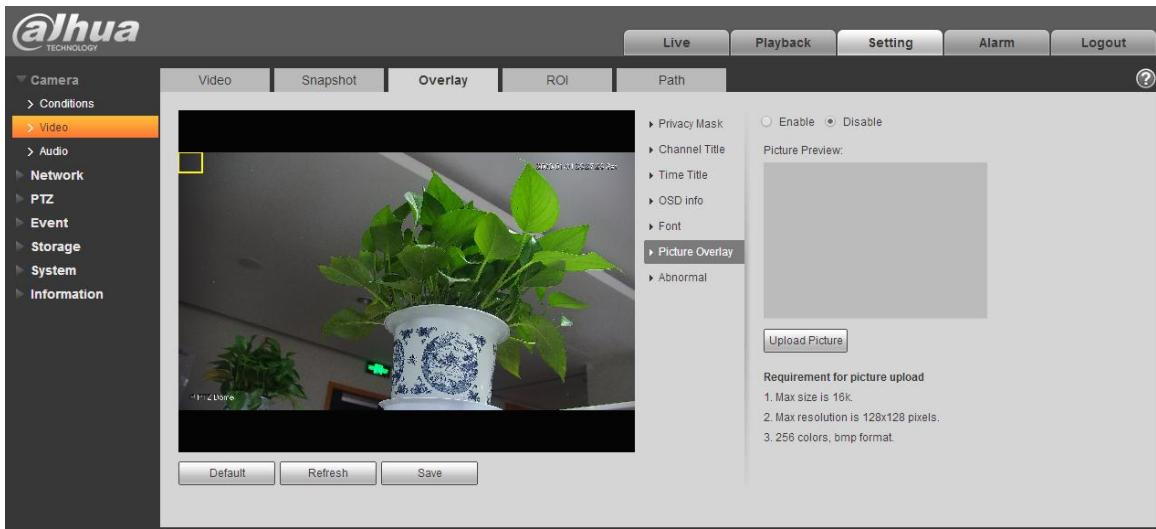 alhua
TECHNOLOGY
Live Playback Setting Alarm Logout
Camera
Conditions
Video
Audio
Network
PTZ
Event
Storage
System
Information
Video Snapshot Overlay ROI Path
?
PTZ Dome
Default Refresh Save
Privacy Mask
Channel Title
Time Title
OSD info
Font
Picture Overlay
Abnormal
Enable Disable
Picture Preview:
Upload Picture
Requirement for picture upload
1. Max size is 16k.
2. Max resolution is 128x128 pixels.
3. 256 colors, bmp format.